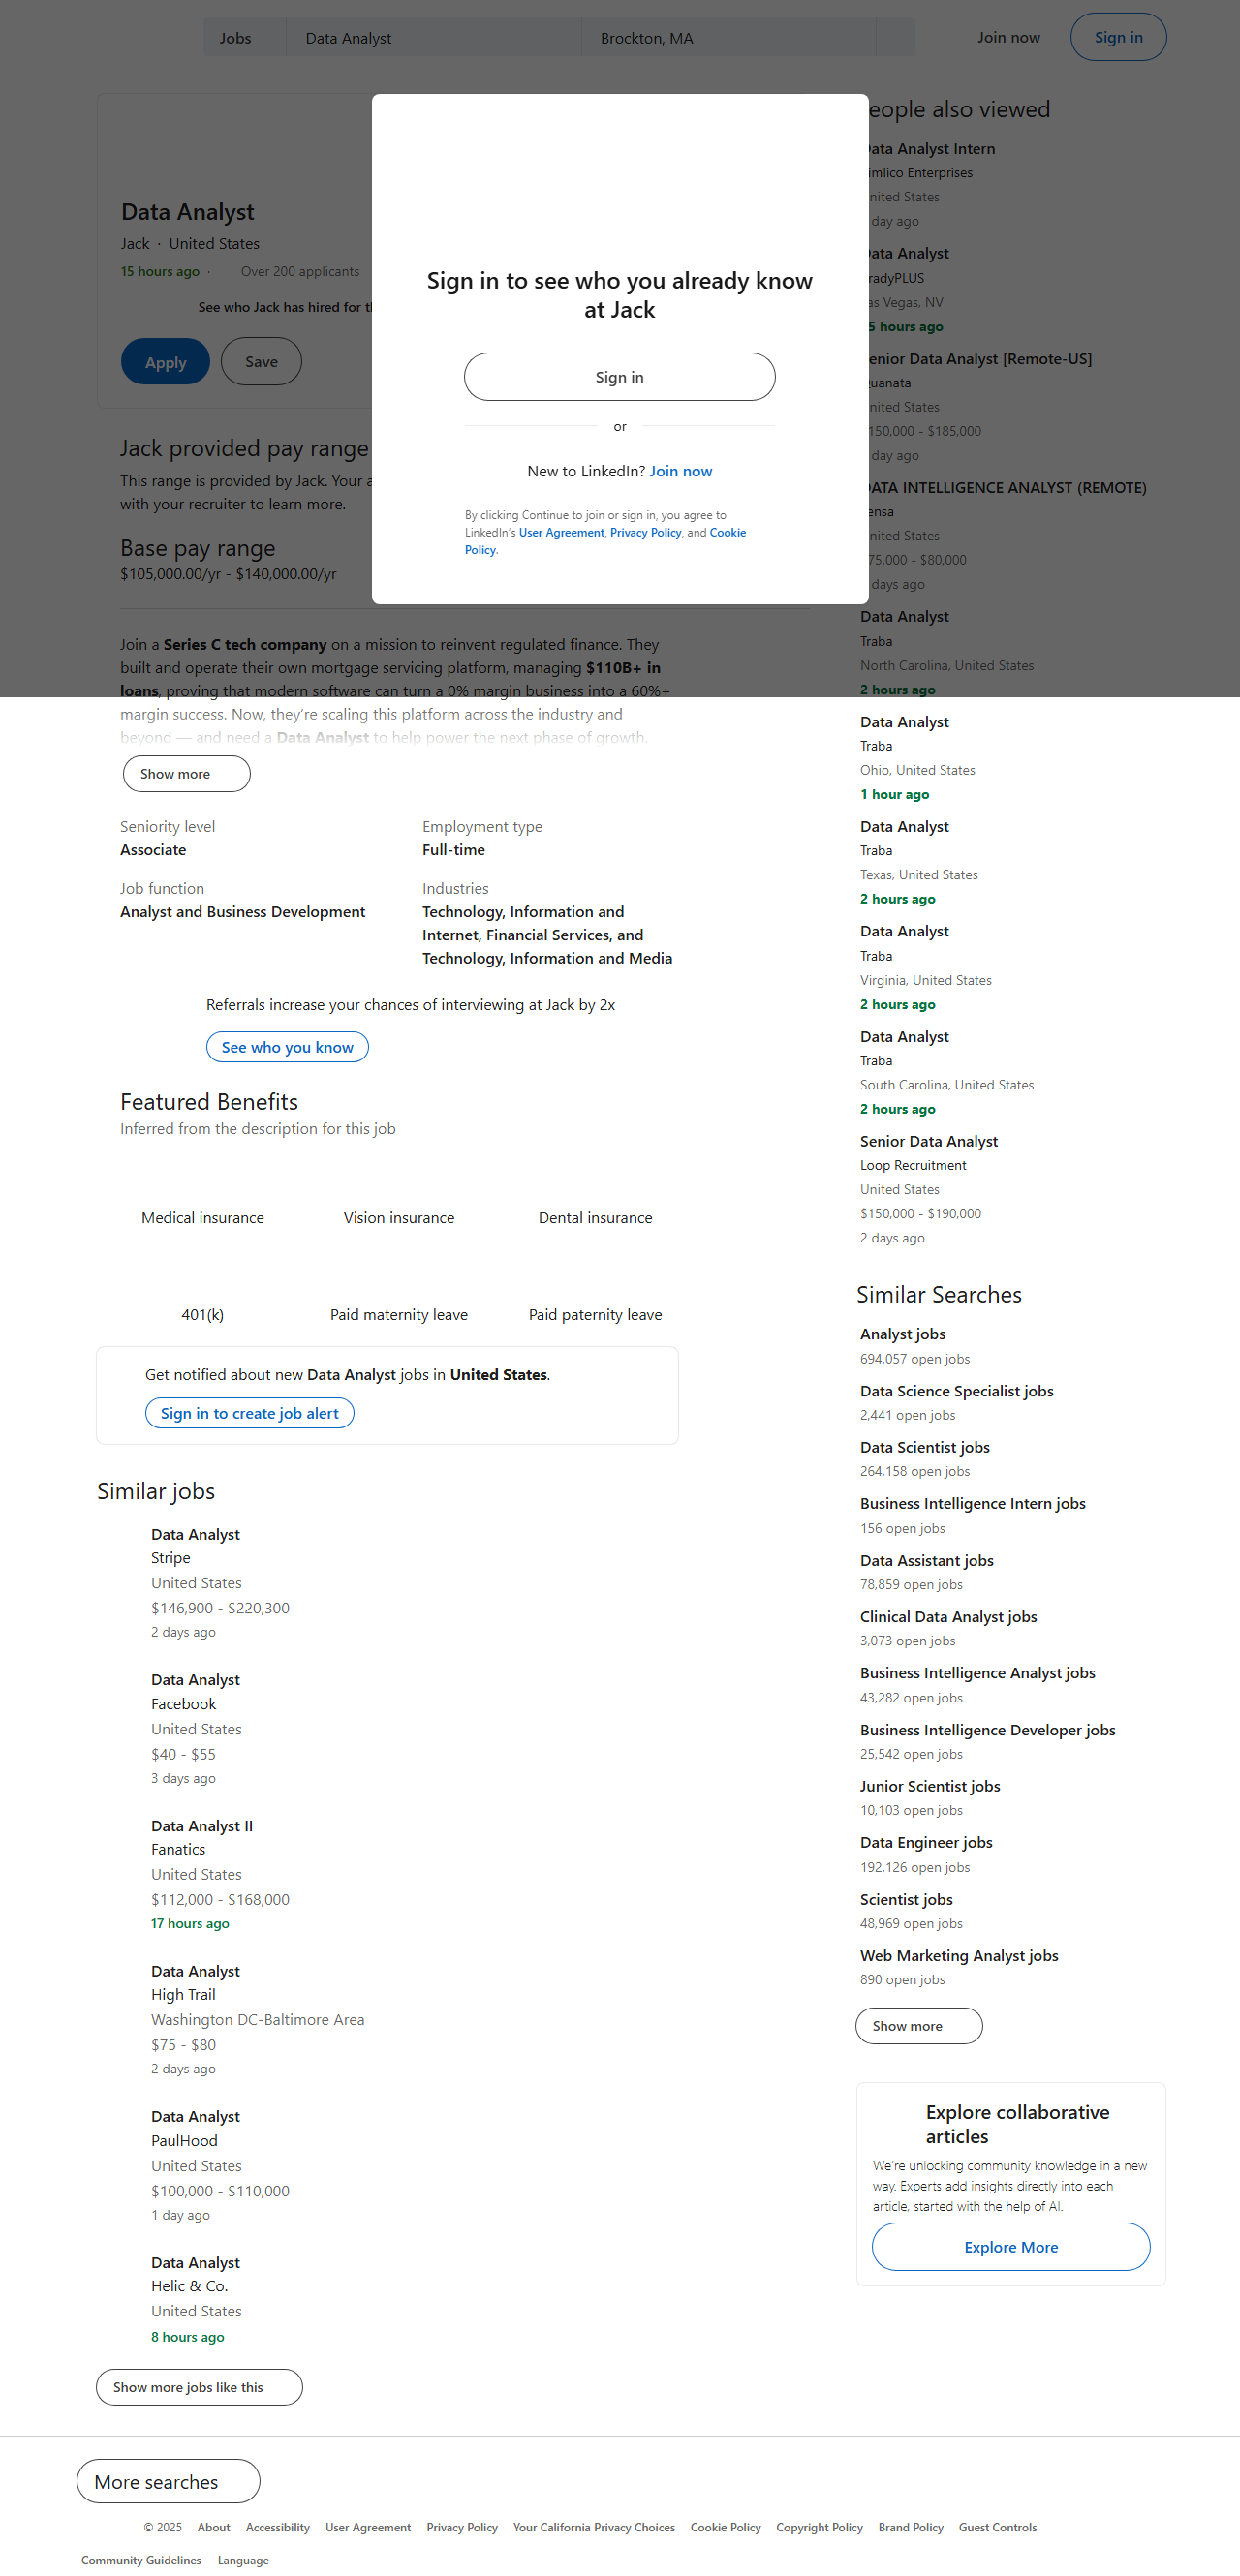 Jobs
Data Analyst
Brockton, MA
Join now
Sign in
Data Analyst
Jack · United States
15 hours ago · Over 200 applicants
See who Jack has hired for
Apply
Save
Jack provided pay range
This range is provided by Jack. Your
with your recruiter to learn more.
Base pay range
$105,000.00/yr - $140,000.00/yr
Sign in to see who you already know
at Jack
Sign in
or
New to LinkedIn? Join now
By clicking Continue to join or sign in, you agree to
LinkedIn's User Agreement, Privacy Policy, and Cookie
Policy.
Join a Series C tech company on a mission to reinvent regulated finance. They
built and operate their own mortgage servicing platform, managing $110B+ in
loans, proving that modern software can turn a 0% margin business into a 60%+
margin success. Now, they're scaling this platform across the industry and
beyond — and need a Data Analyst to help power the next phase of growth.
Show more
Seniority level
Associate
Employment type
Full-time
Job function
Analyst and Business Development
Industries
Technology, Information and
Internet, Financial Services, and
Technology, Information and Media
Referrals increase your chances of interviewing at Jack by 2x
See who you know
Featured Benefits
Inferred from the description for this job
Medical insurance
Vision insurance
Dental insurance
401(k)
Paid maternity leave
Paid paternity leave
Get notified about new Data Analyst jobs in United States.
Sign in to create job alert
Similar jobs
Data Analyst
Stripe
United States
$146,900 - $220,300
2 days ago
Data Analyst
Facebook
United States
$40 - $55
3 days ago
Data Analyst II
Fanatics
United States
$112,000 - $168,000
17 hours ago
Data Analyst
High Trail
Washington DC-Baltimore Area
$75 - $80
2 days ago
Data Analyst
PaulHood
United States
$100,000 - $110,000
1 day ago
Data Analyst
Helic & Co.
United States
8 hours ago
Show more jobs like this
eople also viewed
ata Analyst Intern
imlico Enterprises
nited States
day ago
ata Analyst
radyPLUS
as Vegas, NV
5 hours ago
enior Data Analyst [Remote-US]
uanata
nited States
150,000 - $185,000
day ago
ATA INTELLIGENCE ANALYST (REMOTE)
ensa
nited States
75,000 - $80,000
days ago
Data Analyst
Traba
North Carolina, United States
2 hours ago
Data Analyst
Traba
Ohio, United States
1 hour ago
Data Analyst
Traba
Texas, United States
2 hours ago
Data Analyst
Traba
Virginia, United States
2 hours ago
Data Analyst
Traba
South Carolina, United States
2 hours ago
Senior Data Analyst
Loop Recruitment
United States
$150,000 - $190,000
2 days ago
Similar Searches
Analyst jobs
694,057 open jobs
Data Science Specialist jobs
2,441 open jobs
Data Scientist jobs
264,158 open jobs
Business Intelligence Intern jobs
156 open jobs
Data Assistant jobs
78,859 open jobs
Clinical Data Analyst jobs
3,073 open jobs
Business Intelligence Analyst jobs
43,282 open jobs
Business Intelligence Developer jobs
25,542 open jobs
Junior Scientist jobs
10,103 open jobs
Data Engineer jobs
192,126 open jobs
Scientist jobs
48,969 open jobs
Web Marketing Analyst jobs
890 open jobs
Show more
Explore collaborative
articles
We're unlocking community knowledge in a new
way. Experts add insights directly into each
article, started with the help of AI.
Explore More
More searches
© 2025 About Accessibility User Agreement Privacy Policy Your California Privacy Choices Cookie Policy Copyright Policy Brand Policy Guest Controls
Community Guidelines Language